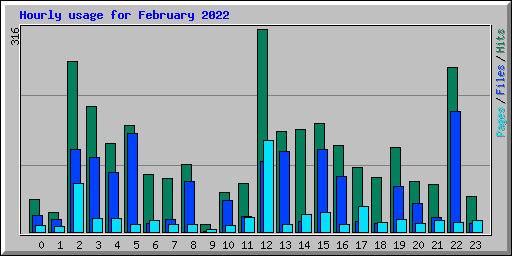 Hourly usage for February 2022
316
Pages / Files / Hits
0 1 2 3 4 5 6 7 8 9 10 11 12 13 14 15 16 17 18 19 20 21 22 23